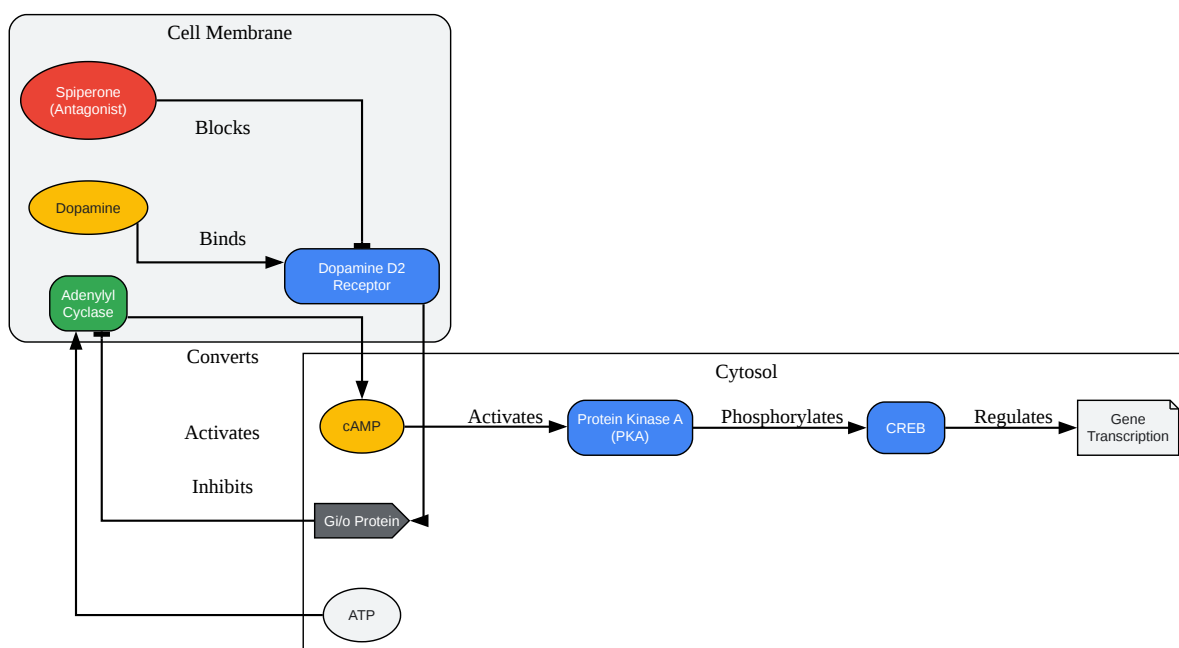 Cell Membrane
Spiperone
(Antagonist)
Blocks
Dopamine
Binds
Dopamine D2
Receptor
Adenylyl
Cyclase
Converts
Cytosol
cAMP
Activates
Protein Kinase A
(PKA)
Phosphorylates
CREB
Regulates
Gene
Transcription
Activates
Inhibits
Gi/o Protein
ATP